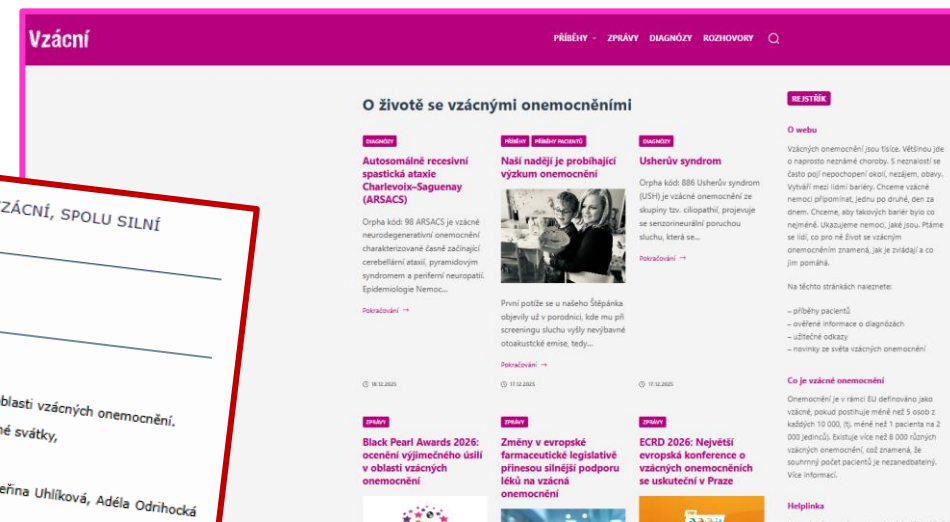 Vzácní
PŘÍBĚHY
ZPRÁVY
DIAGNÓZY
ROZHOVORY
O životě se vzácnými onemocněními
DIAGNÓZY
Autosomálně recesivní
spastická ataxie
Charlevoix–Saguenay
(ARSACS)
Orpha kód: 98 ARSACS je vzácné
neurodegenerativní onemocnění
charakterizované časně začínající
cerebellární ataxií, pyramidovým
syndromem a periferní neuropatií.
Epidemiologie Nemoc...
Pokračování →
18.12.2025
PŘÍBĚHY PŘÍBĚHY PACIENTŮ
Naší nadějí je probíhající
výzkum onemocnění
První potíže se u našeho Štěpánka
objevily už v porodnici, kde mu při
screeningu sluchu vyšly nevýbavné
otoakustcké emise, tedy...
Pokračování →
17.12.2025
DIAGNÓZY
Usherův syndrom
Orpha kód: 886 Usherův syndrom
(USH) je vzácné onemocnění ze
skupiny tzv. ciliopathií, projevuje
se senzorineurální poruchou
sluchu, která se...
Pokračování →
17.12.2025
ZPRÁVY
Black Pearl Awards 2026:
ocenění výjimečného úsilí
v oblasti vzácných
onemocnění
ZPRÁVY
Změny v evropské
farmaceutické legislativě
přinesou silnější podporu
léků na vzácná
onemocnění
ZPRÁVY
ECRD 2026: Největší
evropská konference o
vzácných onemocněních
se uskuteční v Praze
REJSTŘÍK
O webu
Vzácných onemocnění jsou tisíce. Většinou jde
o naprosto neznámé choroby. S neznalostí se
často pojí nepochopení okolí, nezájem, obavy.
Vytváří mezi lidmi bariéry. Chceme vzácné
nemoci připomínat, jednu po druhé, den za
dnem. Chceme, aby takových bariér bylo co
nejméně. Ukazujeme nemoci, jaké jsou. Ptáme
se lidí, co pro ně život se vzácným
onemocněním znamená, jak je zvládají a co
jim pomáhá.
Na těchto stránkách naleznete:
– příběhy pacientů
– ověřené informace o diagnózách
– užitečné odkazy
– novinky ze světa vzácných onemocnění
Co je vzácné onemocnění
Onemocnění je v rámci EU definováno jako
vzácné, pokud postihuje méně než 5 osob z
každých 10 000, (tj. méně než 1 pacienta na 2
000 jedinců). Existuje více než 8 000 různých
vzácných onemocnění, což znamená, že
souhrnný počet pacientů je nezanedbatelný.
Více informací.
Helplinka
ZÁCNÍ, SPOLU SILNÍ
blasti vzácných onemocnění.
né svátky,
eřina Uhlíková, Adéla Odrihocká